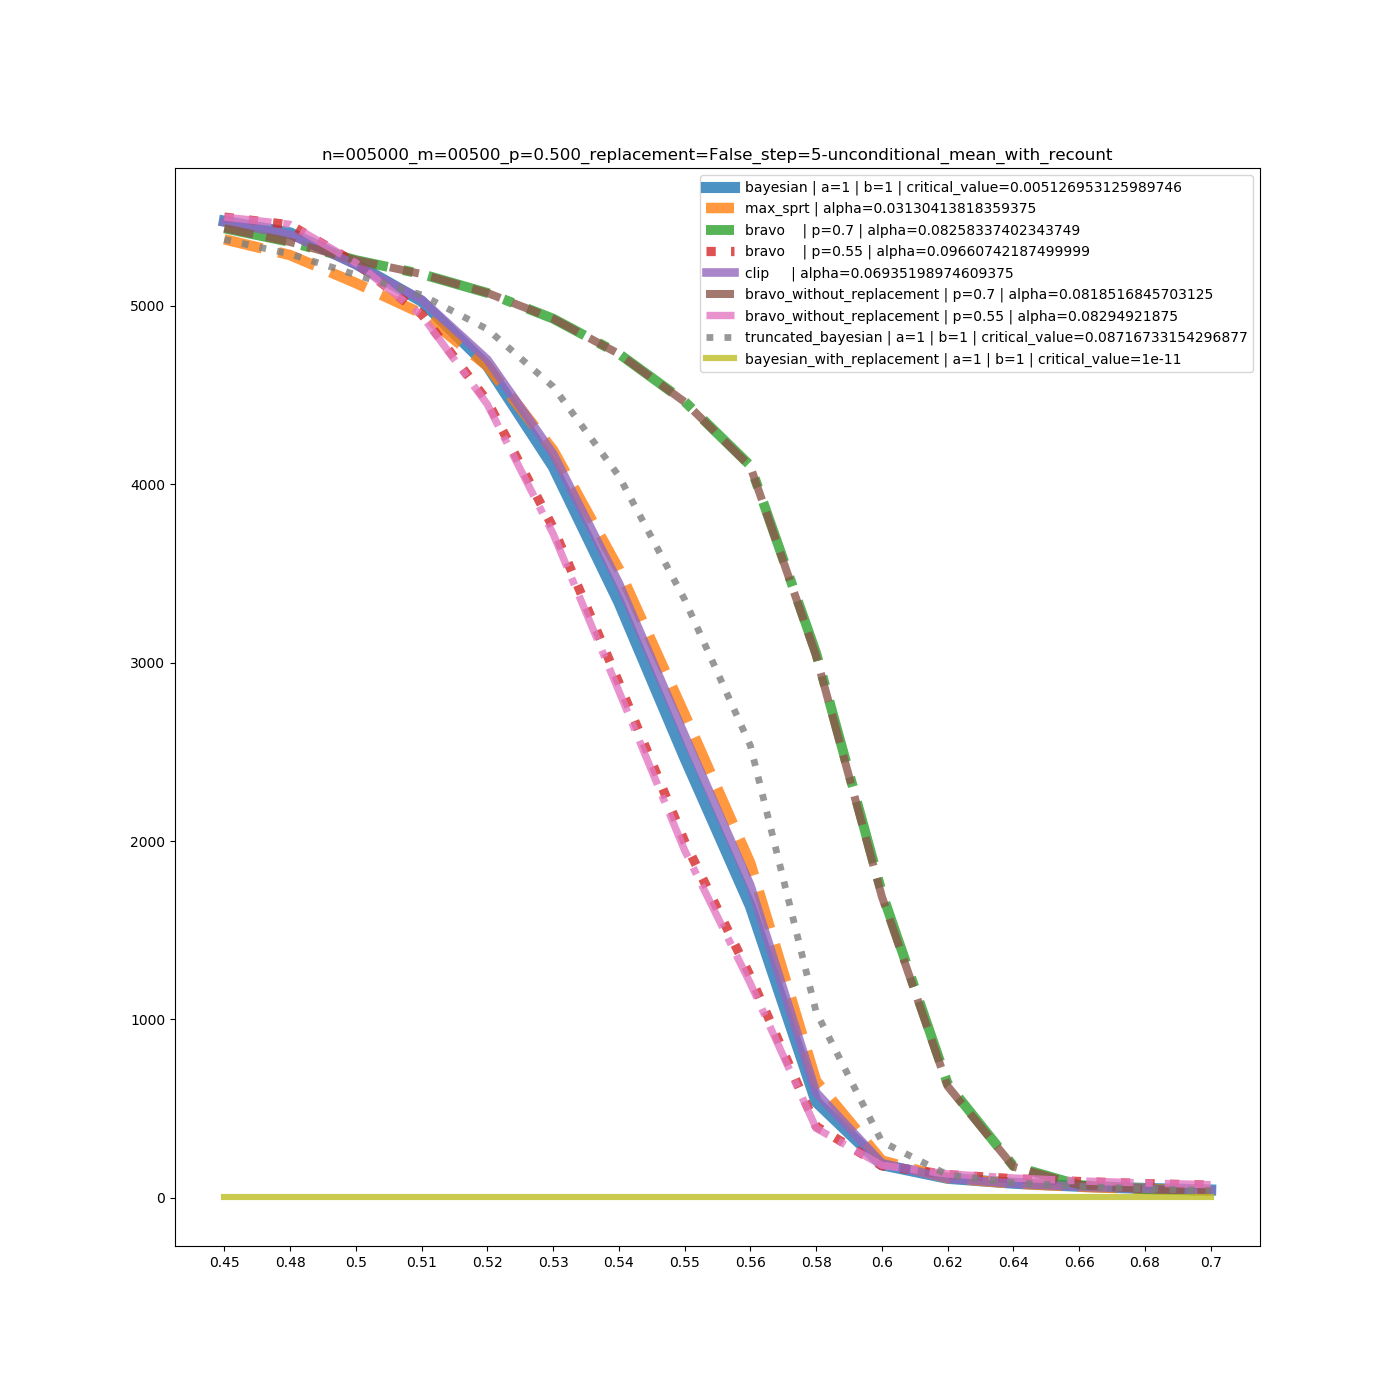 n=005000_m=00500_p=0.500_replacement=False_step=5-unconditional_mean_with_recount
bayesian | a=1 | b=1 | critical_value=0.005126953125989746
max_sprt | alpha=0.03130413818359375
bravo    | p=0.7 | alpha=0.08258337402343749
bravo    | p=0.55 | alpha=0.09660742187499999
clip     | alpha=0.06935198974609375
bravo_without_replacement | p=0.7 | alpha=0.0818516845703125
bravo_without_replacement | p=0.55 | alpha=0.08294921875
truncated_bayesian | a=1 | b=1 | critical_value=0.08716733154296877
bayesian_with_replacement | a=1 | b=1 | critical_value=1e-11
5000
4000
3000
2000
1000
0
0.45 0.48 0.5 0.51 0.52 0.53 0.54 0.55 0.56 0.58 0.6 0.62 0.64 0.66 0.68 0.7